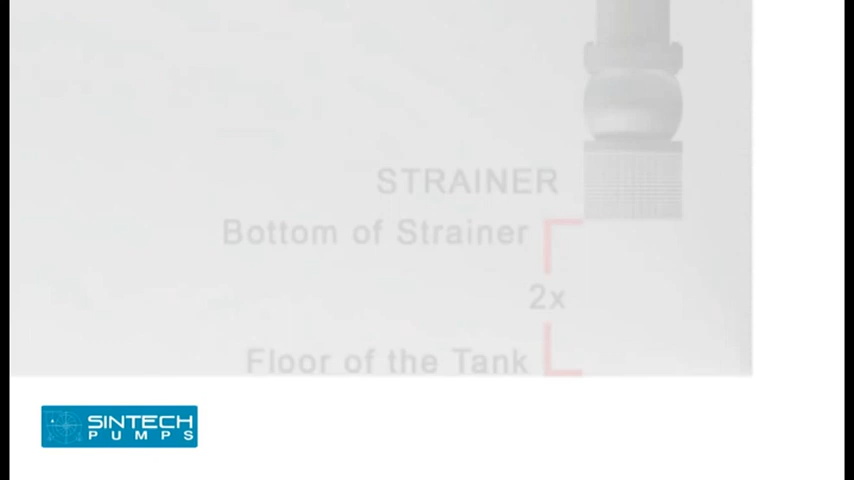 STRAINER
Bottom of Strainer
2x
Floor of the Tank
SINTECH
PUMPS